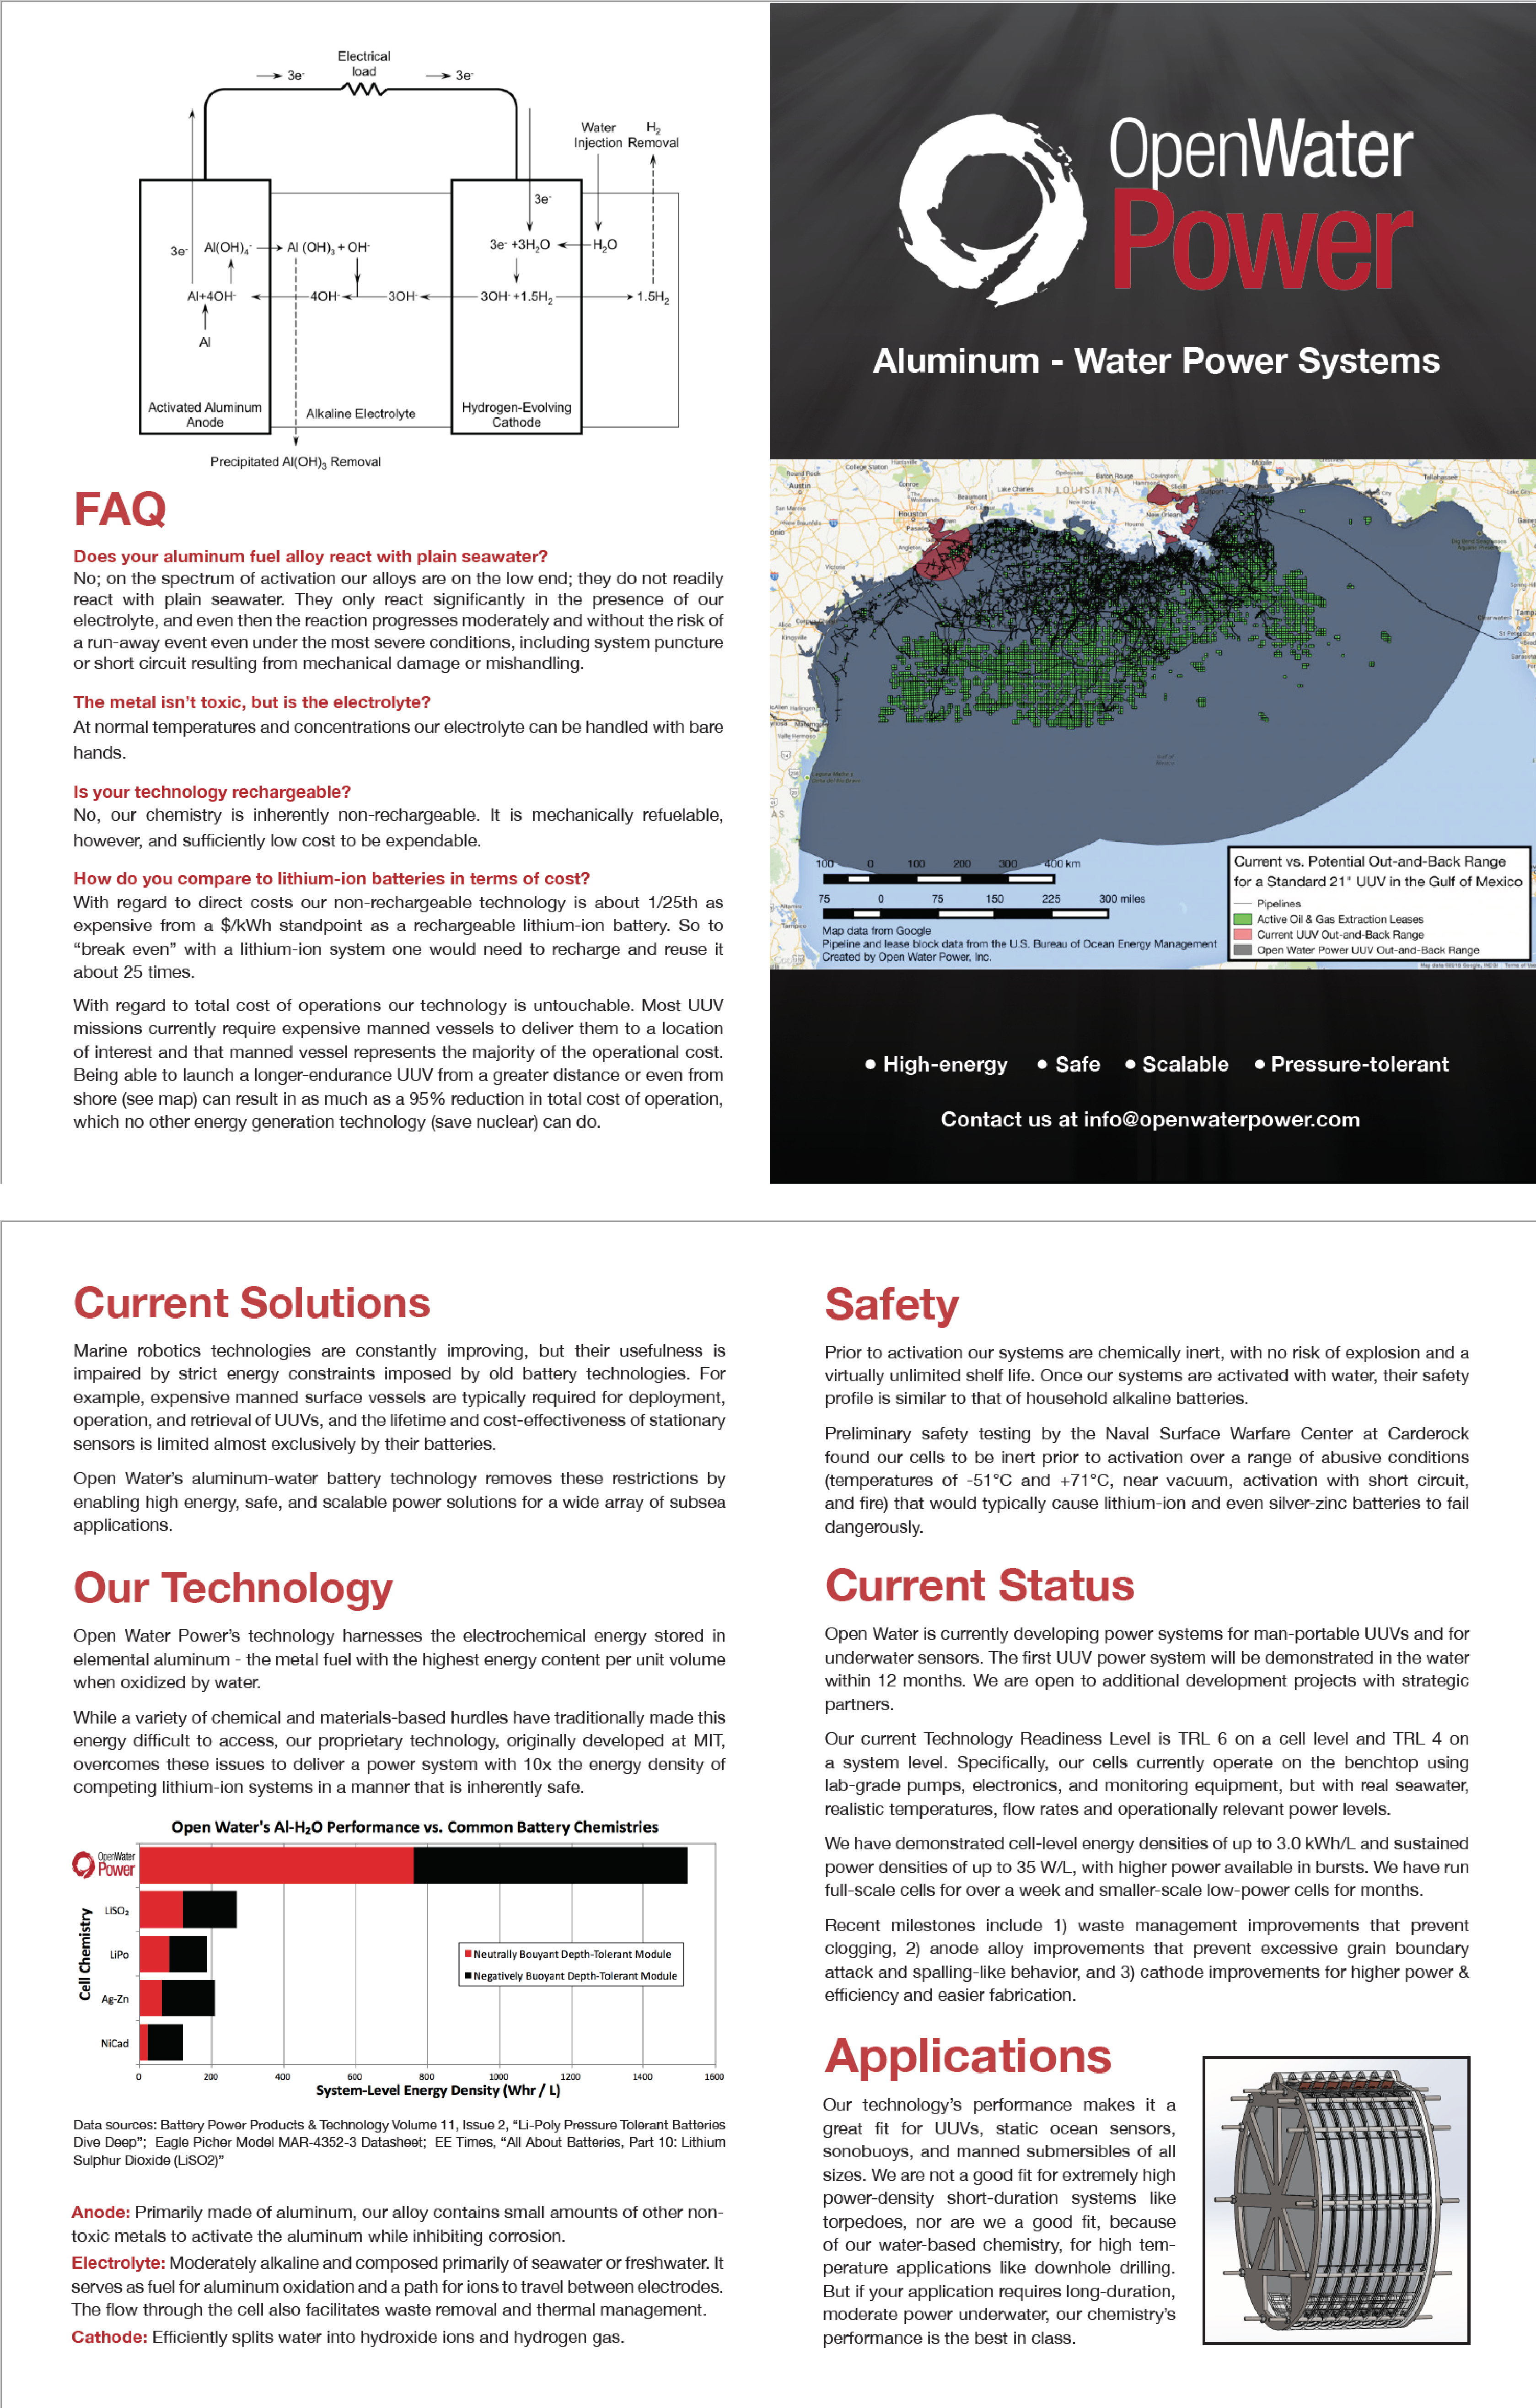 Electrical
load
3e-
3e-
Water
Injection
H2
Removal
3e-
3e-
Al(OH)4-
Al (OH)3 + OH-
3e- +3H2O
H2O
Al+4OH-
4OH-
3OH-
3OH-+1.5H2
1.5H2
Al
Activated Aluminum
Anode
Alkaline Electrolyte
Hydrogen-Evolving
Cathode
Precipitated Al(OH)3 Removal
FAQ
Does your aluminum fuel alloy react with plain seawater?
No; on the spectrum of activation our alloys are on the low end; they do not readily
react with plain seawater. They only react significantly in the presence of our
electrolyte, and even then the reaction progresses moderately and without the risk of
a run-away event even under the most severe conditions, including system puncture
or short circuit resulting from mechanical damage or mishandling.
The metal isn't toxic, but is the electrolyte?
At normal temperatures and concentrations our electrolyte can be handled with bare
hands.
Is your technology rechargeable?
No, our chemistry is inherently non-rechargeable. It is mechanically refuelable,
however, and sufficiently low cost to be expendable.
How do you compare to lithium-ion batteries in terms of cost?
With regard to direct costs our non-rechargeable technology is about 1/25th as
expensive from a $/kWh standpoint as a rechargeable lithium-ion battery. So to
“break even” with a lithium-ion system one would need to recharge and reuse it
about 25 times.
With regard to total cost of operations our technology is untouchable. Most UUV
missions currently require expensive manned vessels to deliver them to a location
of interest and that manned vessel represents the majority of the operational cost.
Being able to launch a longer-endurance UUV from a greater distance or even from
shore (see map) can result in as much as a 95% reduction in total cost of operation,
which no other energy generation technology (save nuclear) can do.
OpenWater
Power
Aluminum - Water Power Systems
College Station
Austin
Houston
Beaumont
Lake Charles
LOUISIANA
Baton Rouge
New Orleans
Houma
Mobile
Tallahassee
Victoria
Angleton
100 0 100 200 300 400 km
75 0 75 150 225 300 miles
Map data from Google
Pipeline and lease block data from the U.S. Bureau of Ocean Energy Management
Created by Open Water Power, Inc.
Current vs. Potential Out-and-Back Range
for a Standard 21" UUV in the Gulf of Mexico
Pipelines
Active Oil & Gas Extraction Leases
Current UUV Out-and-Back Range
Open Water Power UUV Out-and-Back Range
• High-energy • Safe • Scalable • Pressure-tolerant
Contact us at info@openwaterpower.com
Current Solutions
Marine robotics technologies are constantly improving, but their usefulness is
impaired by strict energy constraints imposed by old battery technologies. For
example, expensive manned surface vessels are typically required for deployment,
operation, and retrieval of UUVs, and the lifetime and cost-effectiveness of stationary
sensors is limited almost exclusively by their batteries.
Open Water's aluminum-water battery technology removes these restrictions by
enabling high energy, safe, and scalable power solutions for a wide array of subsea
applications.
Our Technology
Open Water Power's technology harnesses the electrochemical energy stored in
elemental aluminum - the metal fuel with the highest energy content per unit volume
when oxidized by water.
While a variety of chemical and materials-based hurdles have traditionally made this
energy difficult to access, our proprietary technology, originally developed at MIT,
overcomes these issues to deliver a power system with 10x the energy density of
competing lithium-ion systems in a manner that is inherently safe.
Open Water's Al-H2O Performance vs. Common Battery Chemistries
OpenWater
Power
LiSO2
LiPo
Ag-Zn
NiCad
Cell Chemistry
Neutrally Bouyant Depth-Tolerant Module
Negatively Buoyant Depth-Tolerant Module
0 200 400 600 800 1000 1200 1400 1600
System-Level Energy Density (Whr / L)
Data sources: Battery Power Products & Technology Volume 11, Issue 2, “Li-Poly Pressure Tolerant Batteries
Dive Deep”; Eagle Picher Model MAR-4352-3 Datasheet; EE Times, “All About Batteries, Part 10: Lithium
Sulphur Dioxide (LiSO2)”
Anode: Primarily made of aluminum, our alloy contains small amounts of other non-
toxic metals to activate the aluminum while inhibiting corrosion.
Electrolyte: Moderately alkaline and composed primarily of seawater or freshwater. It
serves as fuel for aluminum oxidation and a path for ions to travel between electrodes.
The flow through the cell also facilitates waste removal and thermal management.
Cathode: Efficiently splits water into hydroxide ions and hydrogen gas.
Safety
Prior to activation our systems are chemically inert, with no risk of explosion and a
virtually unlimited shelf life. Once our systems are activated with water, their safety
profile is similar to that of household alkaline batteries.
Preliminary safety testing by the Naval Surface Warfare Center at Carderock
found our cells to be inert prior to activation over a range of abusive conditions
(temperatures of -51°C and +71°C, near vacuum, activation with short circuit,
and fire) that would typically cause lithium-ion and even silver-zinc batteries to fail
dangerously.
Current Status
Open Water is currently developing power systems for man-portable UUVs and for
underwater sensors. The first UUV power system will be demonstrated in the water
within 12 months. We are open to additional development projects with strategic
partners.
Our current Technology Readiness Level is TRL 6 on a cell level and TRL 4 on
a system level. Specifically, our cells currently operate on the benchtop using
lab-grade pumps, electronics, and monitoring equipment, but with real seawater,
realistic temperatures, flow rates and operationally relevant power levels.
We have demonstrated cell-level energy densities of up to 3.0 kWh/L and sustained
power densities of up to 35 W/L, with higher power available in bursts. We have run
full-scale cells for over a week and smaller-scale low-power cells for months.
Recent milestones include 1) waste management improvements that prevent
clogging, 2) anode alloy improvements that prevent excessive grain boundary
attack and spalling-like behavior, and 3) cathode improvements for higher power &
efficiency and easier fabrication.
Applications
Our technology's performance makes it a
great fit for UUVs, static ocean sensors,
sonobuoys, and manned submersibles of all
sizes. We are not a good fit for extremely high
power-density short-duration systems like
torpedoes, nor are we a good fit, because
of our water-based chemistry, for high tem-
perature applications like downhole drilling.
But if your application requires long-duration,
moderate power underwater, our chemistry's
performance is the best in class.